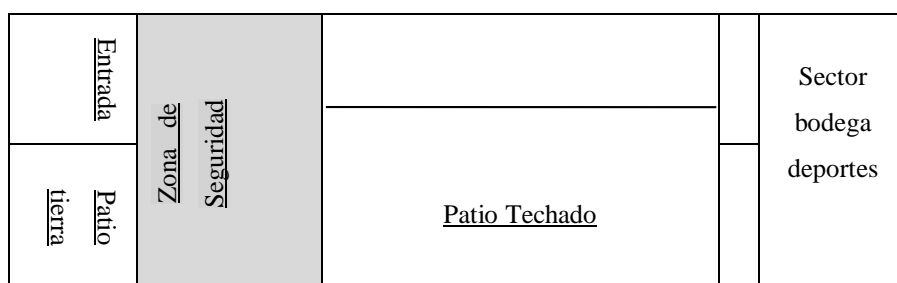 Entrada
Patio
tierra
Zona de
Seguridad
Patio Techado
Sector
bodega
deportes